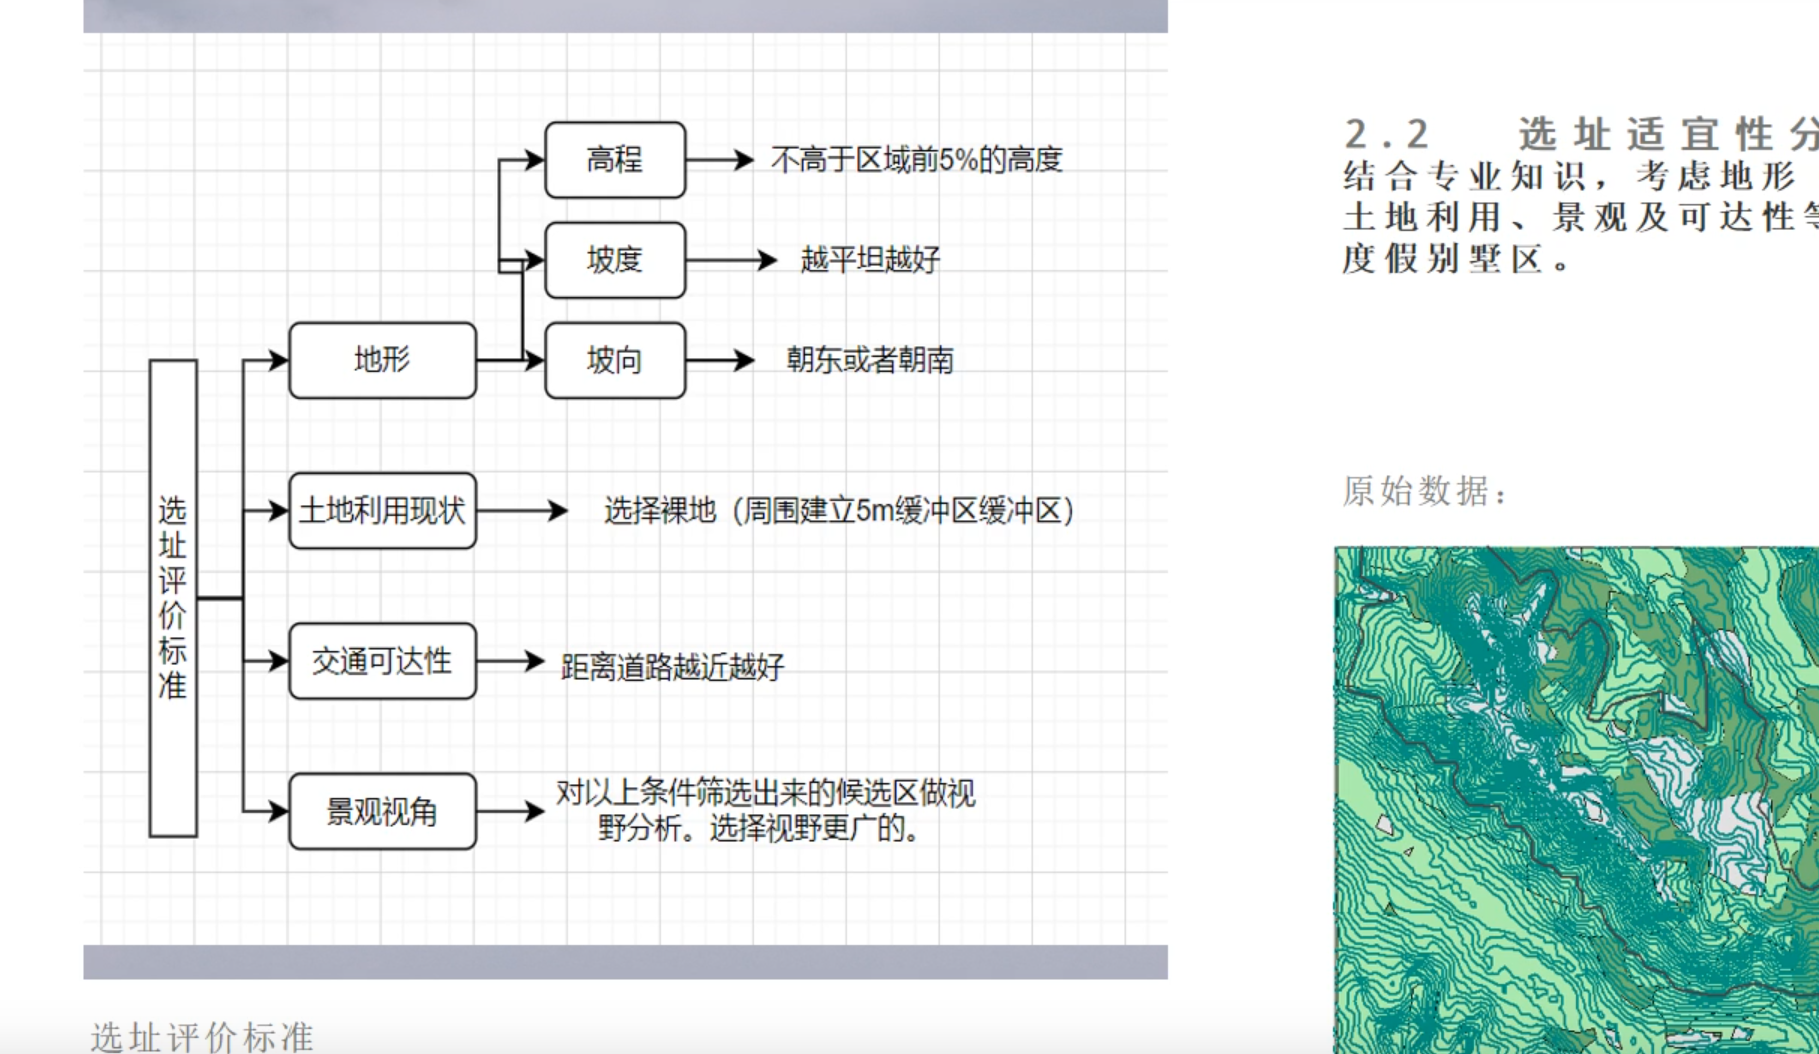 选址评价标准
地形
高程
不高于区域前5%的高度
坡度
越平坦越好
坡向
朝东或者朝南
土地利用现状
选择裸地（周围建立5m缓冲区缓冲区）
交通可达性
距离道路越近越好
景观视角
对以上条件筛选出来的候选区做视
野分析。选择视野更广的。
选址评价标准
2.2 选址适宜性分
结合专业知识，考虑地形
土地利用、景观及可达性等
度假别墅区。
原始数据：